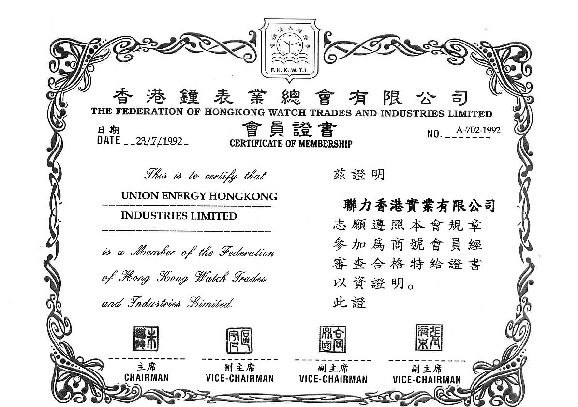 F.H.K.W.T.I.
香港鐘表業總會有限公司
THE FEDERATION OF HONGKONG WATCH TRADES AND INDUSTRIES LIMITED
日期
DATE 23/7/1992
會員證書
CERTIFICATE OF MEMBERSHIP
NO. A-202-1992
This is to certify that
UNION ENERGY HONGKONG
INDUSTRIES LIMITED
is a Member of the Federation
of Hong Kong Watch Trades
and Industries Limited.
茲證明
聯力香港實業有限公司
志願遵照本會規章
參加為商號會員經
審查合格特給證書
以資證明。
此證
主席
CHAIRMAN
副主席
VICE-CHAIRMAN
副主席
VICE-CHAIRMAN
副主席
VICE-CHAIRMAN